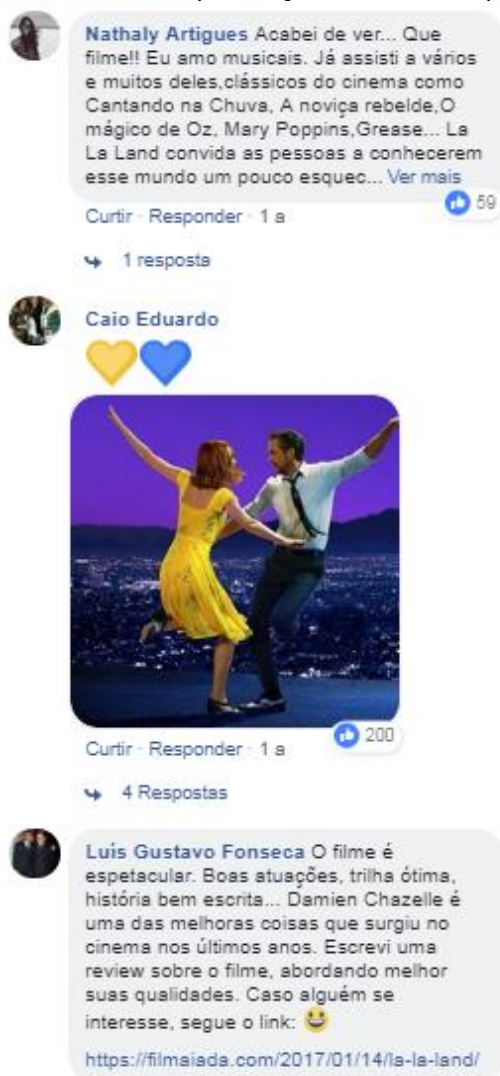 Nathaly Artigues Acabei de ver... Que
filme!! Eu amo musicais. Já assisti a vários
e muitos deles,clássicos do cinema como
Cantando na Chuva, A noviça rebelde,O
mágico de Oz, Mary Poppins,Grease... La
La Land convida as pessoas a conhecerem
esse mundo um pouco esquec... Ver mais
59
Curtir · Responder · 1 a
1 resposta
Caio Eduardo
💛💙
200
Curtir · Responder · 1 a
4 Respostas
Luis Gustavo Fonseca O filme é
espetacular. Boas atuações, trilha ótima,
história bem escrita... Damien Chazelle é
uma das melhoras coisas que surgiu no
cinema nos últimos anos. Escrevi uma
review sobre o filme, abordando melhor
suas qualidades. Caso alguém se
interesse, segue o link: 😃
https://filmaiada.com/2017/01/14/la-la-land/